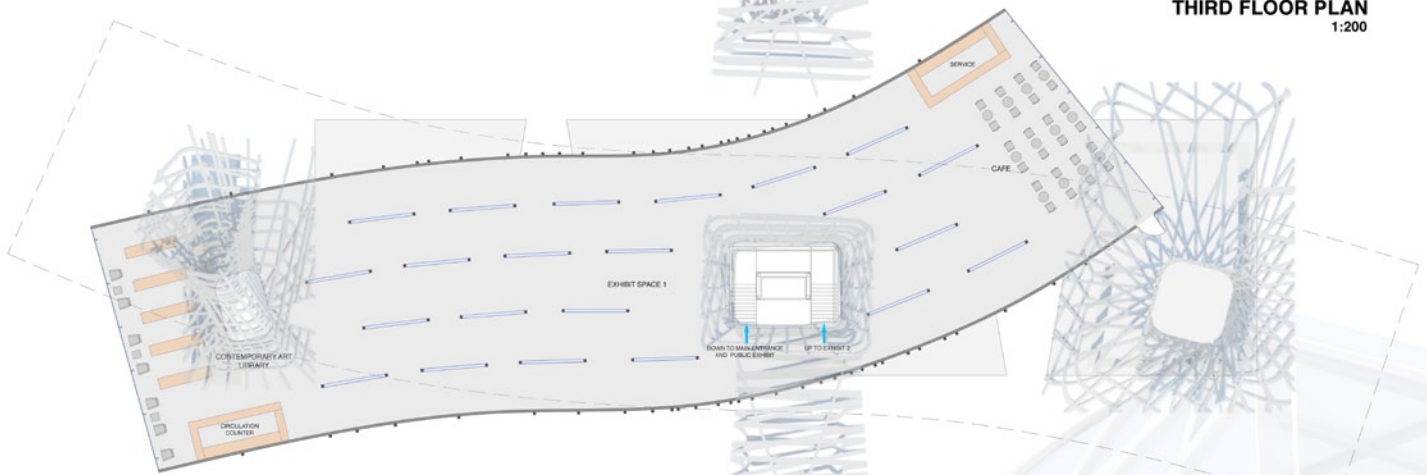 THIRD FLOOR PLAN
1:200
SERVICE
CAFE
EXHIBIT SPACE 1
DOWN TO MAIN ENTRANCE
AND PUBLIC EXHIBIT
UP TO EXHIBIT 2
CONTEMPORARY ART
LIBRARY
CIRCULATION
COUNTER